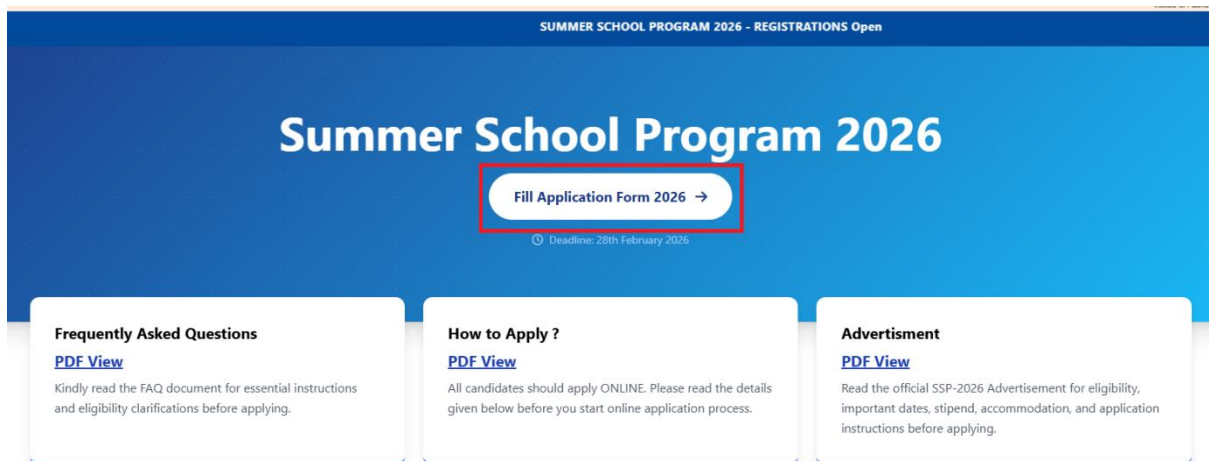 SUMMER SCHOOL PROGRAM 2026 - REGISTRATIONS Open
Summer School Program 2026
Fill Application Form 2026 →
Deadline: 28th February 2026
Frequently Asked Questions
PDF View
Kindly read the FAQ document for essential instructions
and eligibility clarifications before applying.
How to Apply ?
PDF View
All candidates should apply ONLINE. Please read the details
given below before you start online application process.
Advertisment
PDF View
Read the official SSP-2026 Advertisement for eligibility,
important dates, stipend, accommodation, and application
instructions before applying.